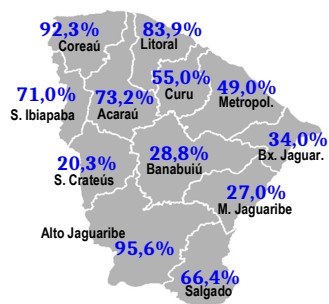 92,3%
Coreaú
83,9%
Litoral
71,0%
S. Ibiapaba
73,2%
Acaraú
55,0%
Curu
49,0%
Metropol.
34,0%
Bx. Jaguar.
20,3%
S. Crateús
28,8%
Banabuiú
27,0%
M. Jaguaribe
Alto Jaguaribe
95,6%
66,4%
Salgado